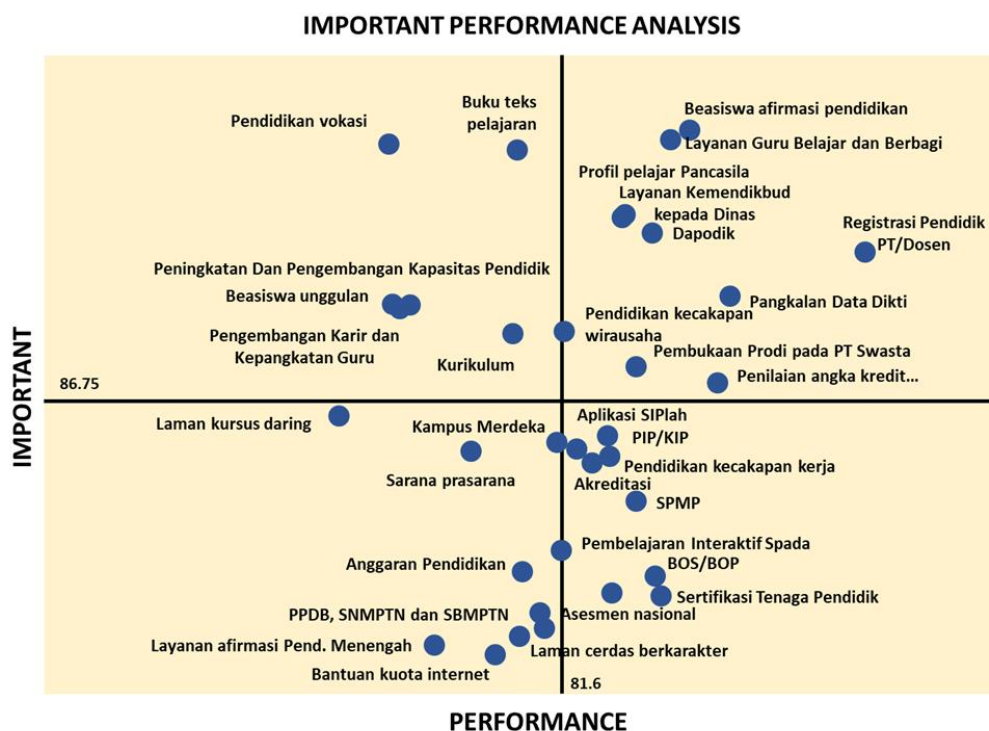 IMPORTANT PERFORMANCE ANALYSIS
Pendidikan vokasi
Buku teks
pelajaran
Beasiswa afirmasi pendidikan
Layanan Guru Belajar dan Berbagi
Profil pelajar Pancasila
Layanan Kemendikbud
kepada Dinas
Dapodik
Registrasi Pendidik
PT/Dosen
Peningkatan Dan Pengembangan Kapasitas Pendidik
Beasiswa unggulan
Pengembangan Karir dan
Kepangkatan Guru
Kurikulum
Pendidikan kecakapan
wirausaha
Pangkalan Data Dikti
Pembukaan Prodi pada PT Swasta
Penilaian angka kredit...
86.75
IMPORTANT
Laman kursus daring
Kampus Merdeka
Sarana prasarana
Aplikasi SIPlah
PIP/KIP
Pendidikan kecakapan kerja
Akreditasi
SPMP
Pembelajaran Interaktif Spada
Anggaran Pendidikan
BOS/BOP
Sertifikasi Tenaga Pendidik
PPDB, SNMPTN dan SBMPTN
Asesmen nasional
Layanan afirmasi Pend. Menengah
Laman cerdas berkarakter
Bantuan kuota internet
81.6
PERFORMANCE